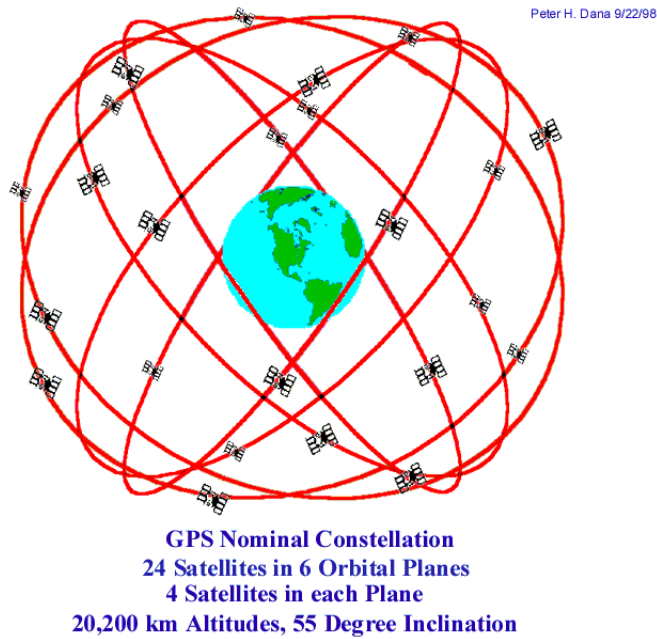 Peter H. Dana 9/22/98
GPS Nominal Constellation
24 Satellites in 6 Orbital Planes
4 Satellites in each Plane
20,200 km Altitudes, 55 Degree Inclination